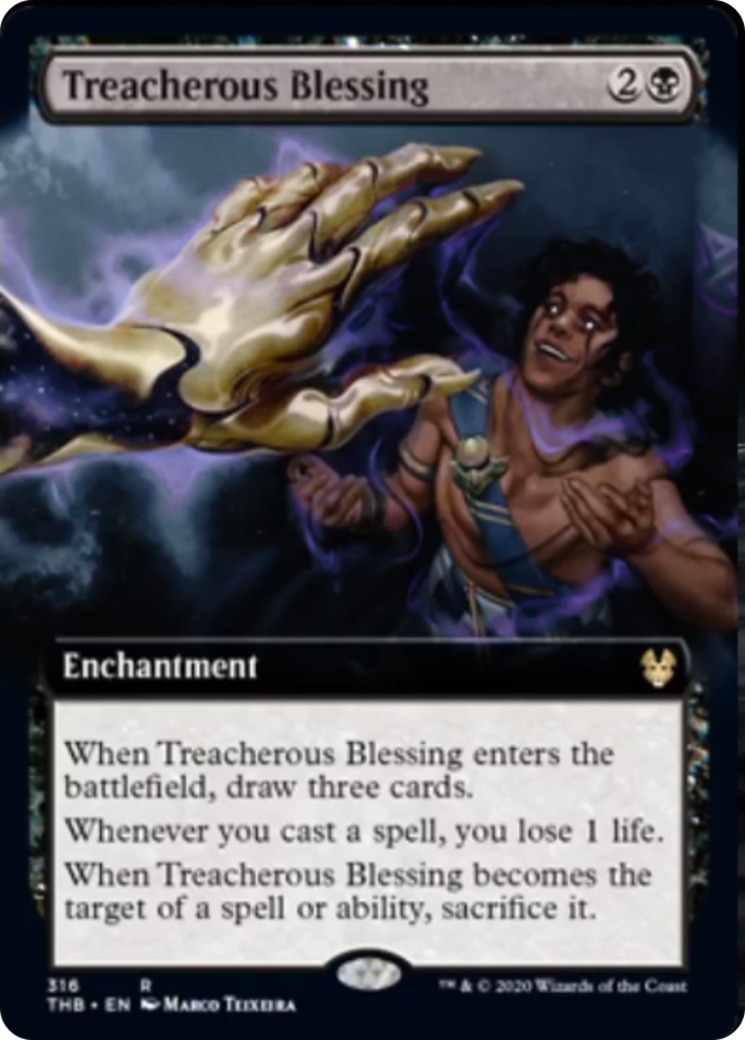 Treacherous Blessing 2
Enchantment
When Treacherous Blessing enters the
battlefield, draw three cards.
Whenever you cast a spell, you lose 1 life.
When Treacherous Blessing becomes the
target of a spell or ability, sacrifice it.
316 R
™ & © 2020 Wizards of the Coast
THB • EN Marco Teixeira